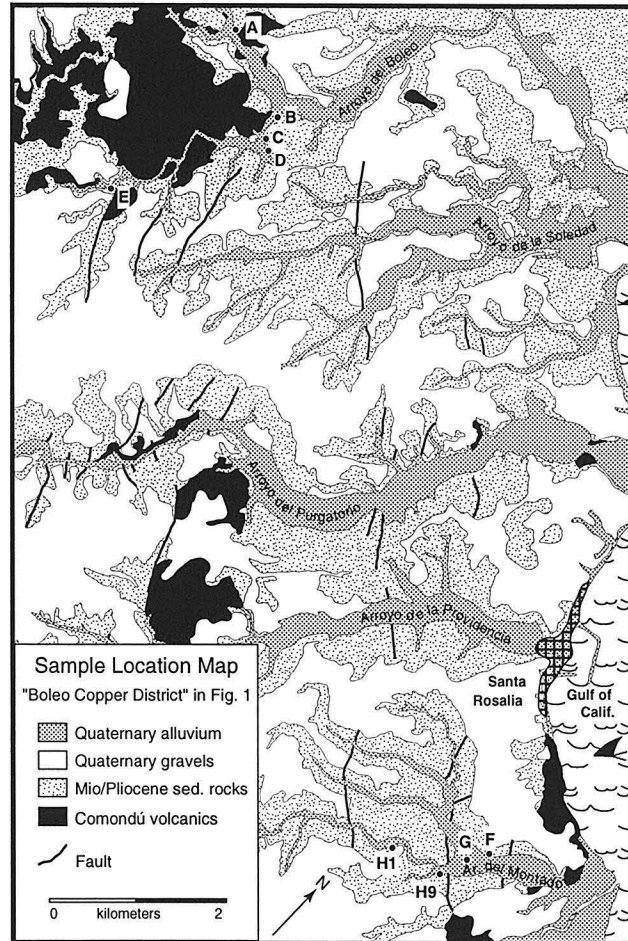 A
Arroyo del Boleo
B
C
D
E
Arroyo de la Soledad
Arroyo del Purgatorio
Arroyo de la Providencia
Santa
Rosalia
Gulf of
Calif.
Sample Location Map
"Boleo Copper District" in Fig. 1
Quaternary alluvium
Quaternary gravels
Mio/Pliocene sed. rocks
Comondú volcanics
Fault
0 kilometers 2
N
H1
H9
G
F
Ar. del Montado